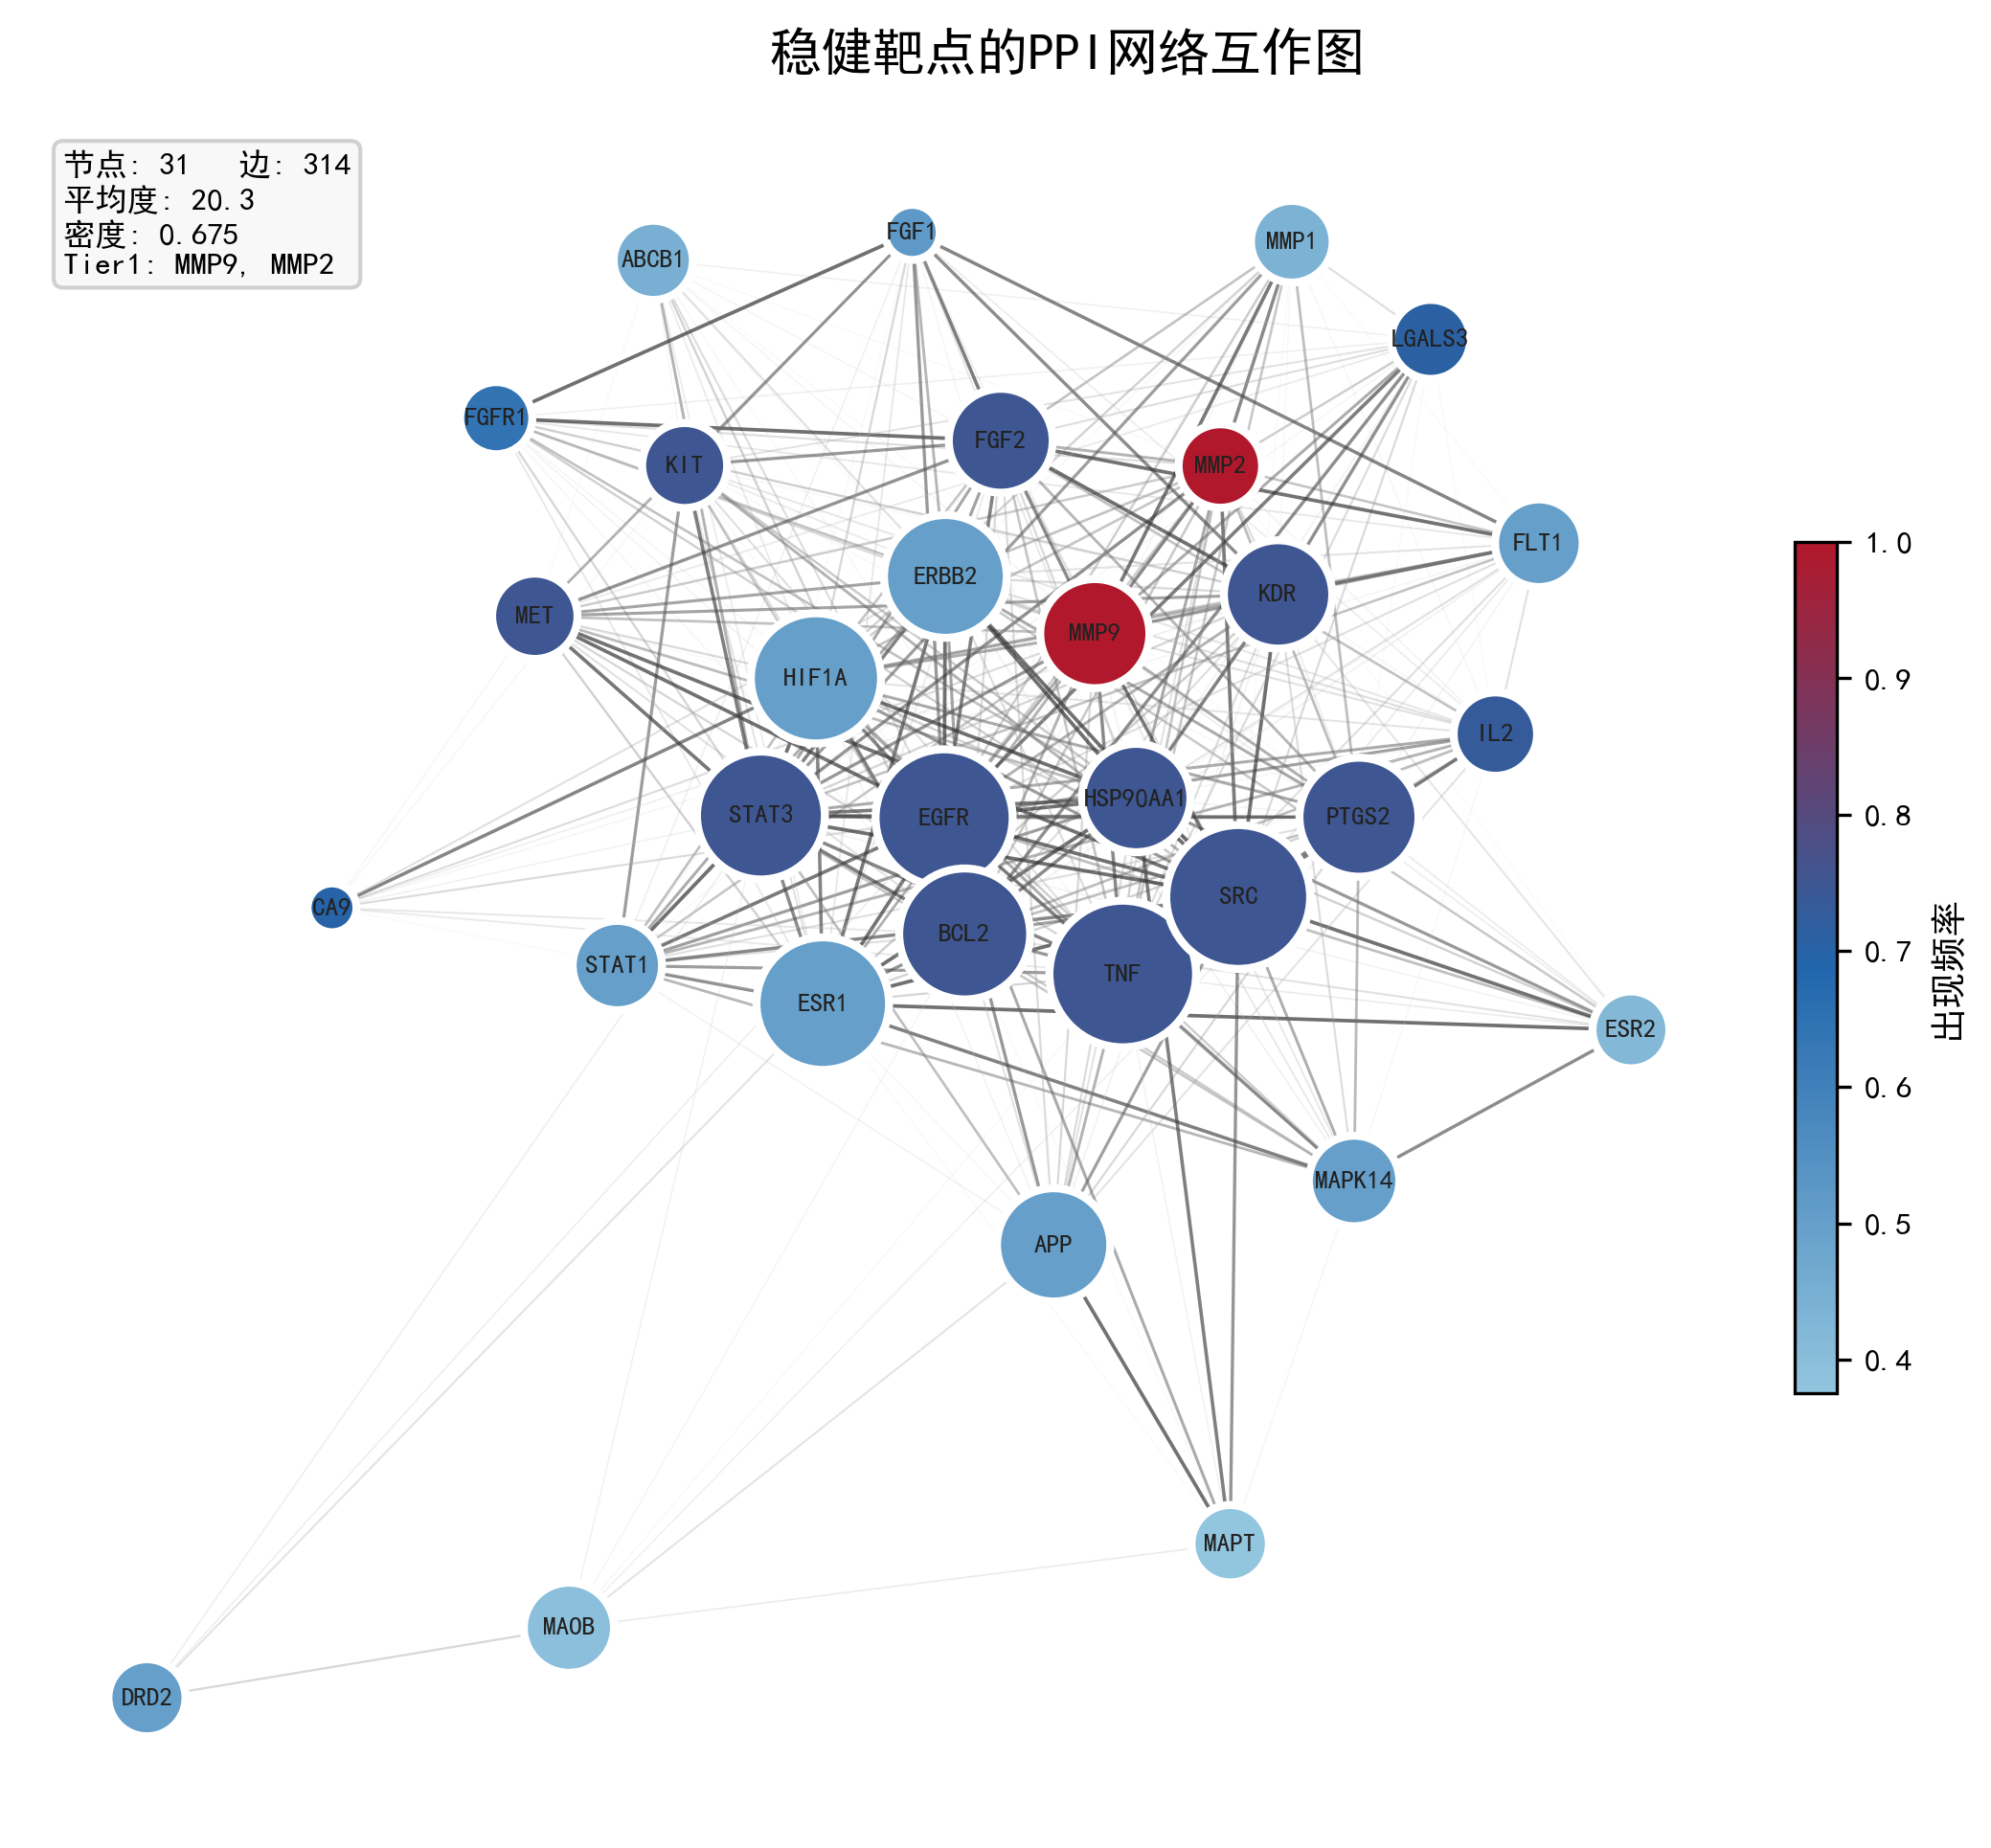 稳健靶点的PPI网络互作图
节点: 31 边: 314
平均度: 20.3
密度: 0.675
Tier1: MMP9, MMP2
FGF1
MMP1
ABCB1
LGALS3
FGFR1
FGF2
KIT
MMP2
FLT1
1.0
ERBB2
KDR
MET
MMP9
HIF1A
0.9
IL2
HSP90AA1
STAT3
EGFR
PTGS2
0.8
SRC
CA9
BCL2
0.7
STAT1
TNF
出现频率
ESR1
ESR2
0.6
MAPK14
0.5
APP
0.4
MAPT
MAOB
DRD2